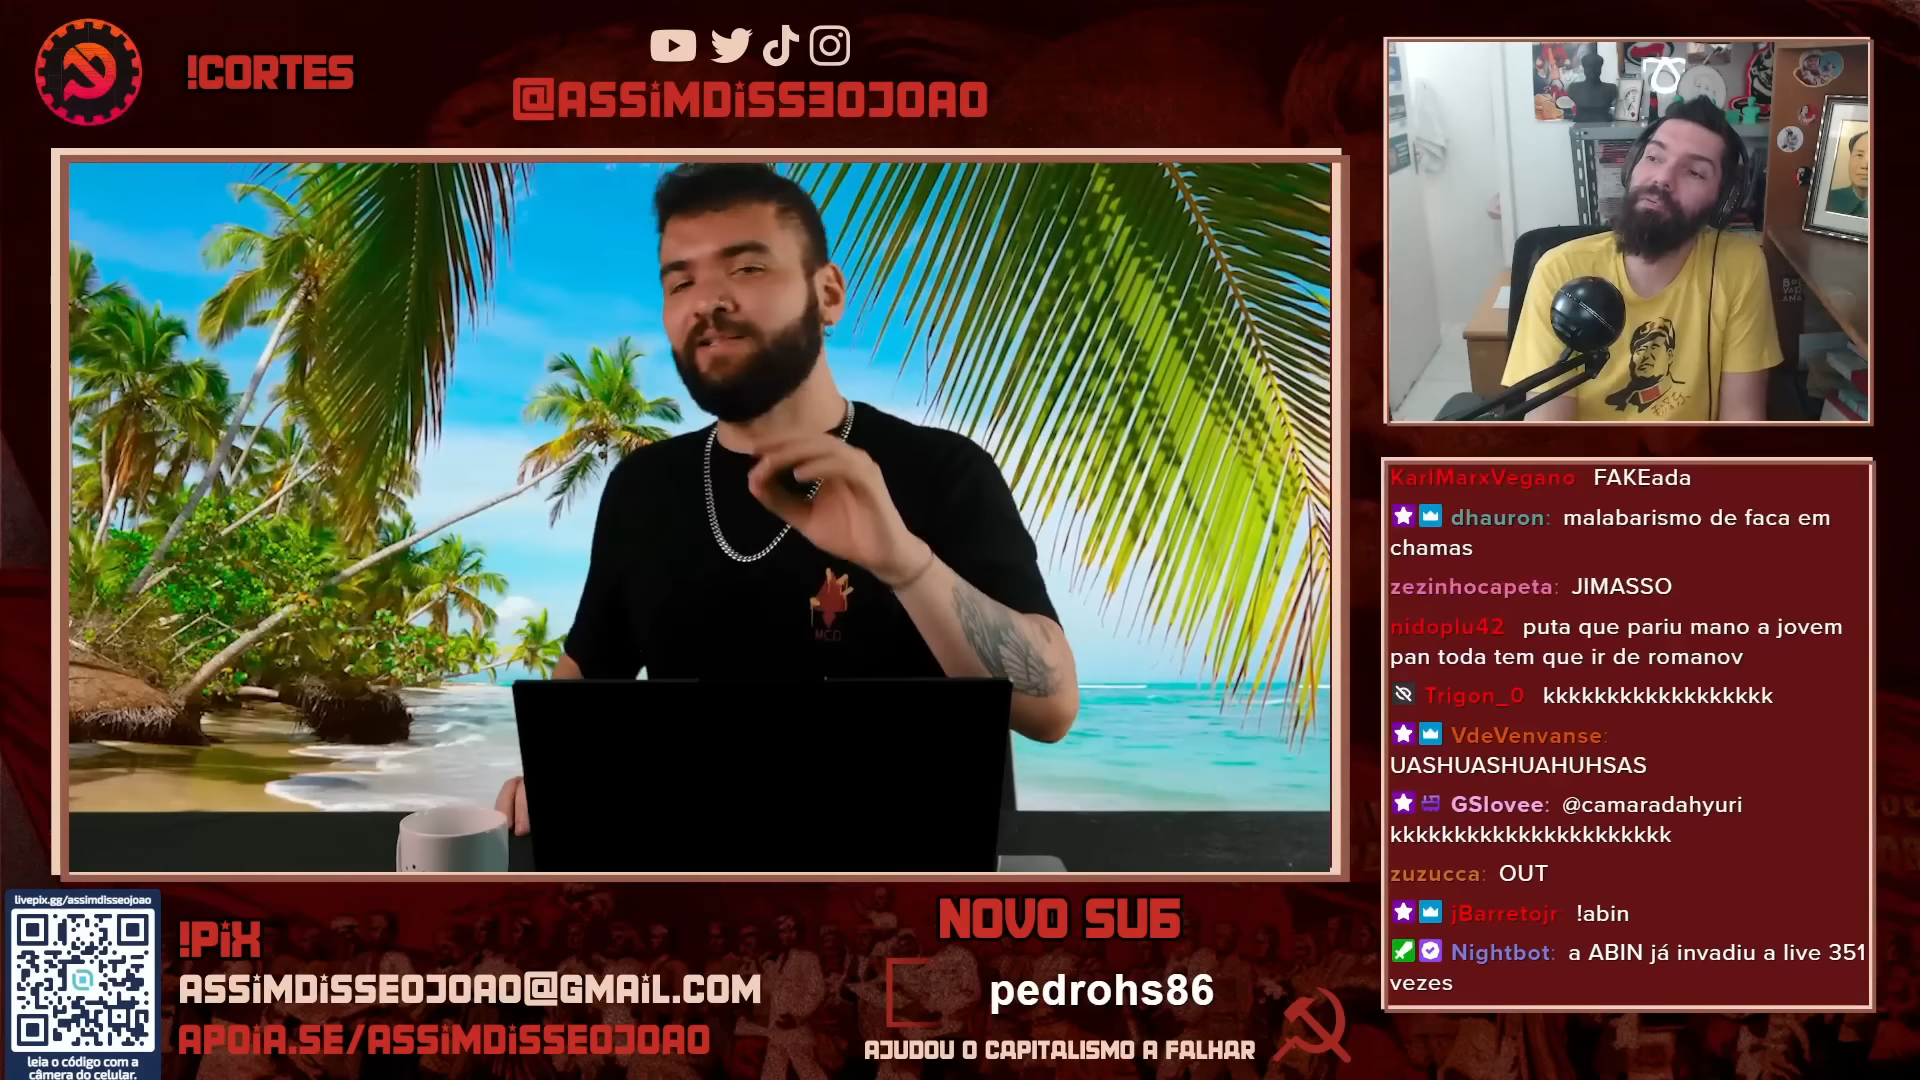 !CORTES
@ASSIMDISSEOJOAO
MCD
KarlMarxVegano FAKEada
dhauron: malabarismo de faca em
chamas
zezinhocapeta: JIMASSO
nidoplu42 puta que pariu mano a jovem
pan toda tem que ir de romanov
Trigon_0 kkkkkkkkkkkkkkkkkk
VdeVenvanse:
UASHUASHUAHUHSAS
GSlovee: @camaradahyuri
kkkkkkkkkkkkkkkkkkkkkk
zuzucca: OUT
jBarretojr !abin
Nightbot: a ABIN já invadiu a live 351
vezes
livepix.gg/assimdisseojoao
leia o código com a
câmera do celular.
!PIX
ASSIMDISSEOJOAO@GMAIL.COM
APOIA.SE/ASSIMDISSEOJOAO
NOVO SUB
pedrohs86
AJUDOU O CAPITALISMO A FALHAR